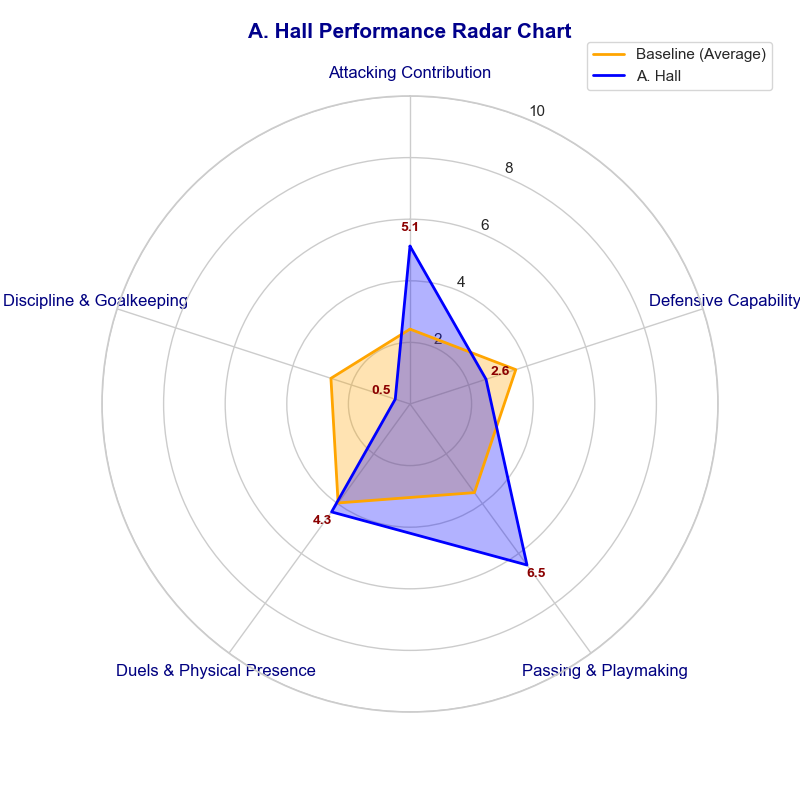 A. Hall Performance Radar Chart
Baseline (Average)
A. Hall
Attacking Contribution
10
8
6
5.1
4
Discipline & Goalkeeping
Defensive Capability
2
2.6
0.5
4.3
6.5
Duels & Physical Presence
Passing & Playmaking